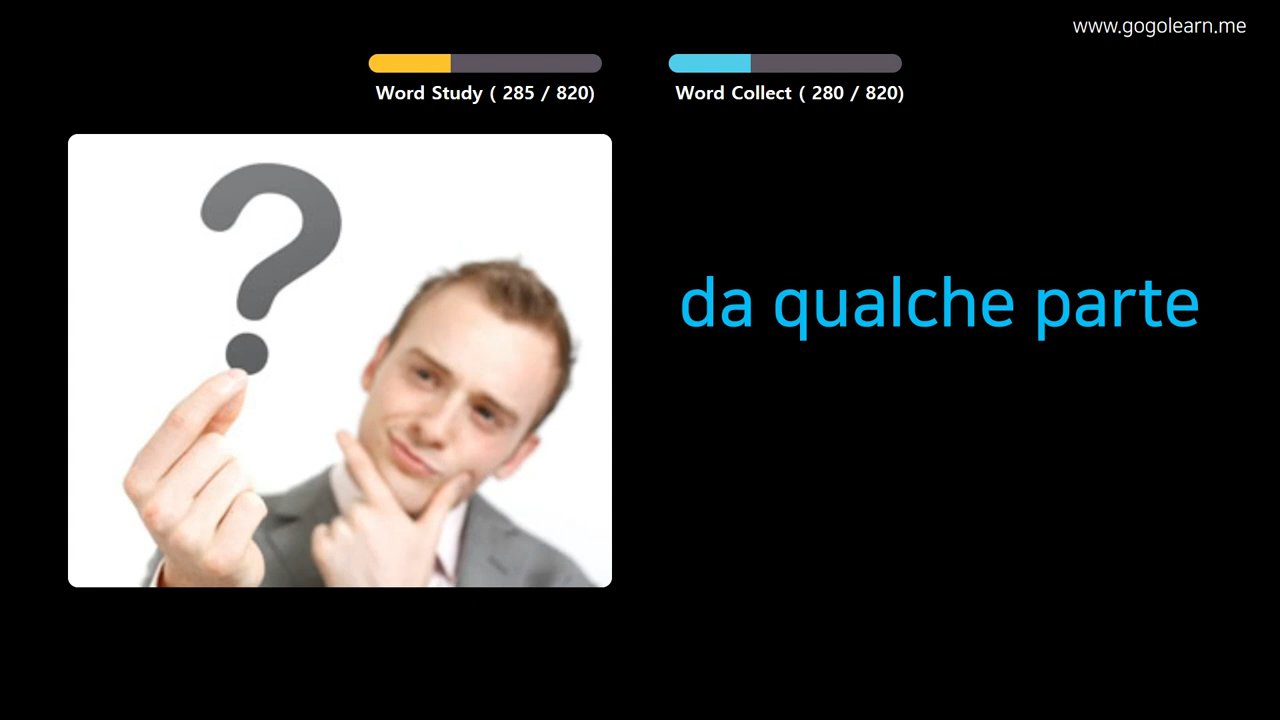 www.gogolearn.me
Word Study ( 285 / 820)
Word Collect ( 280 / 820)
?
da qualche parte